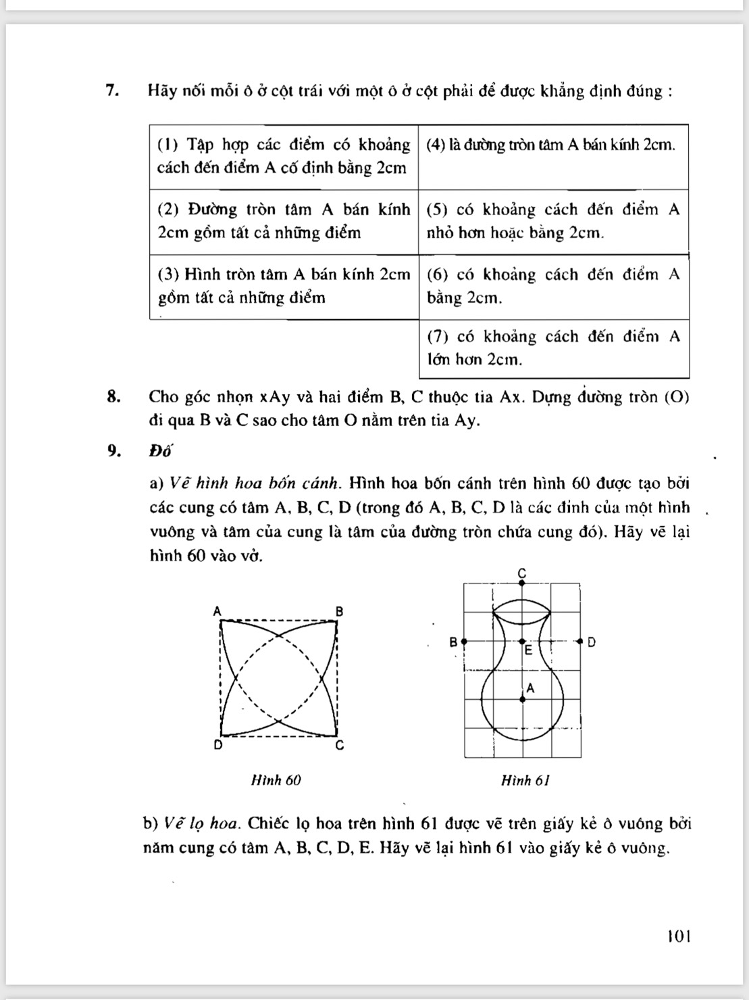 7. Hãy nối mỗi ô ở cột trái với một ô ở cột phải để được khẳng định đúng :
(1) Tập hợp các điểm có khoảng
cách đến điểm A cố định bằng 2cm
(4) là đường tròn tâm A bán kính 2cm.
(2) Đường tròn tâm A bán kính
2cm gồm tất cả những điểm
(5) có khoảng cách đến điểm A
nhỏ hơn hoặc bằng 2cm.
(3) Hình tròn tâm A bán kính 2cm
gồm tất cả những điểm
(6) có khoảng cách đến điểm A
bằng 2cm.
(7) có khoảng cách đến điểm A
lớn hơn 2cm.
8. Cho góc nhọn xAy và hai điểm B, C thuộc tia Ax. Dựng đường tròn (O)
đi qua B và C sao cho tâm O nằm trên tia Ay.
9. Đố
a) Vẽ hình hoa bốn cánh. Hình hoa bốn cánh trên hình 60 được tạo bởi
các cung có tâm A, B, C, D (trong đó A, B, C, D là các đỉnh của một hình
vuông và tâm của cung là tâm của đường tròn chứa cung đó). Hãy vẽ lại
hình 60 vào vở.
A B
D C
Hình 60
C
B E D
A
Hình 61
b) Vẽ lọ hoa. Chiếc lọ hoa trên hình 61 được vẽ trên giấy kẻ ô vuông bởi
năm cung có tâm A, B, C, D, E. Hãy vẽ lại hình 61 vào giấy kẻ ô vuông.
101